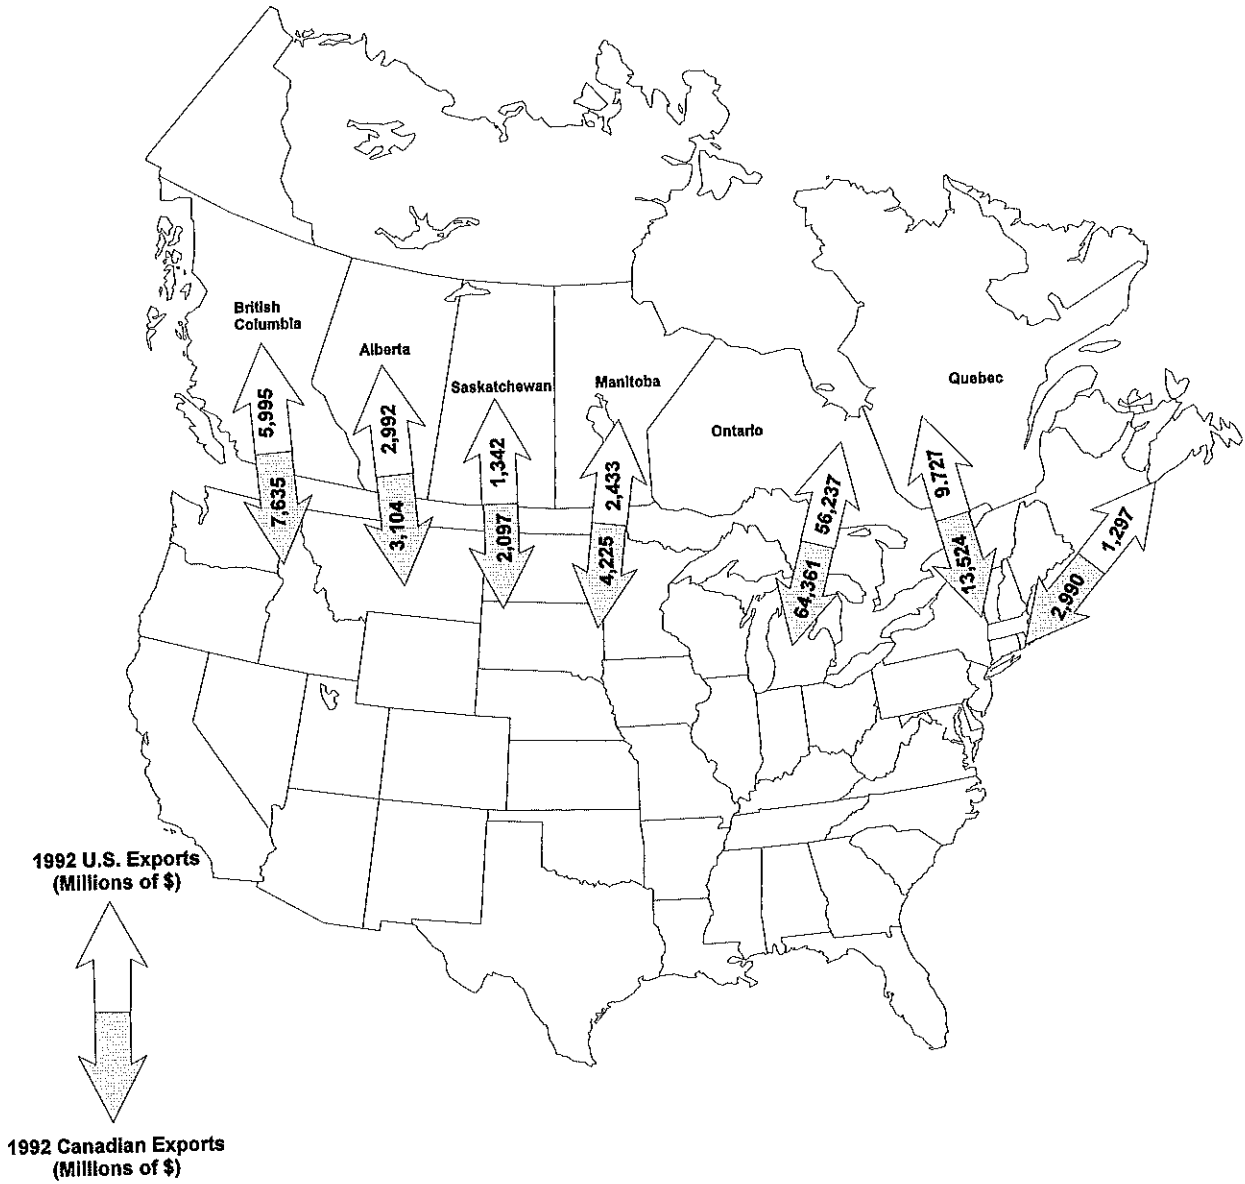 British
Columbia
Alberta
Saskatchewan
Manitoba
Ontario
Quebec
5,995
7,635
2,992
3,104
1,342
2,097
2,433
4,225
56,237
64,361
9.727
13,524
1,297
2,990
1992 U.S. Exports
(Millions of $)
1992 Canadian Exports
(Millions of $)